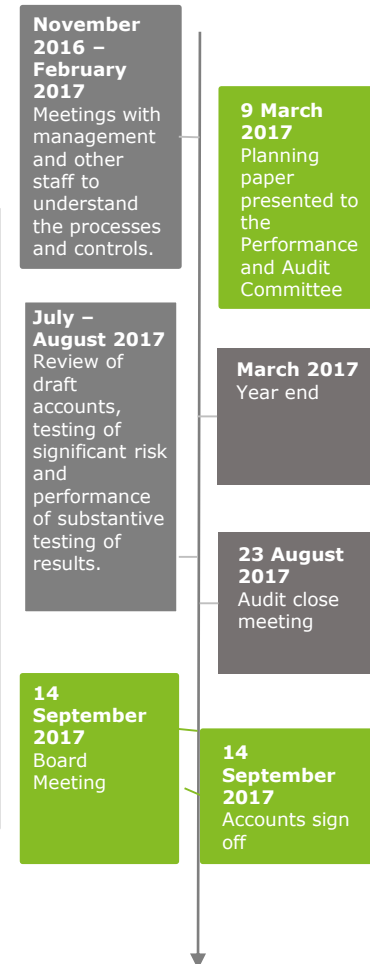 November
2016 –
February
2017
Meetings with
management
and other
staff to
understand
the processes
and controls.
9 March
2017
Planning
paper
presented to
the
Performance
and Audit
Committee
July –
August 2017
Review of
draft
accounts,
testing of
significant risk
and
performance
of substantive
testing of
results.
March 2017
Year end
23 August
2017
Audit close
meeting
14
September
2017
Board
Meeting
14
September
2017
Accounts sign
off